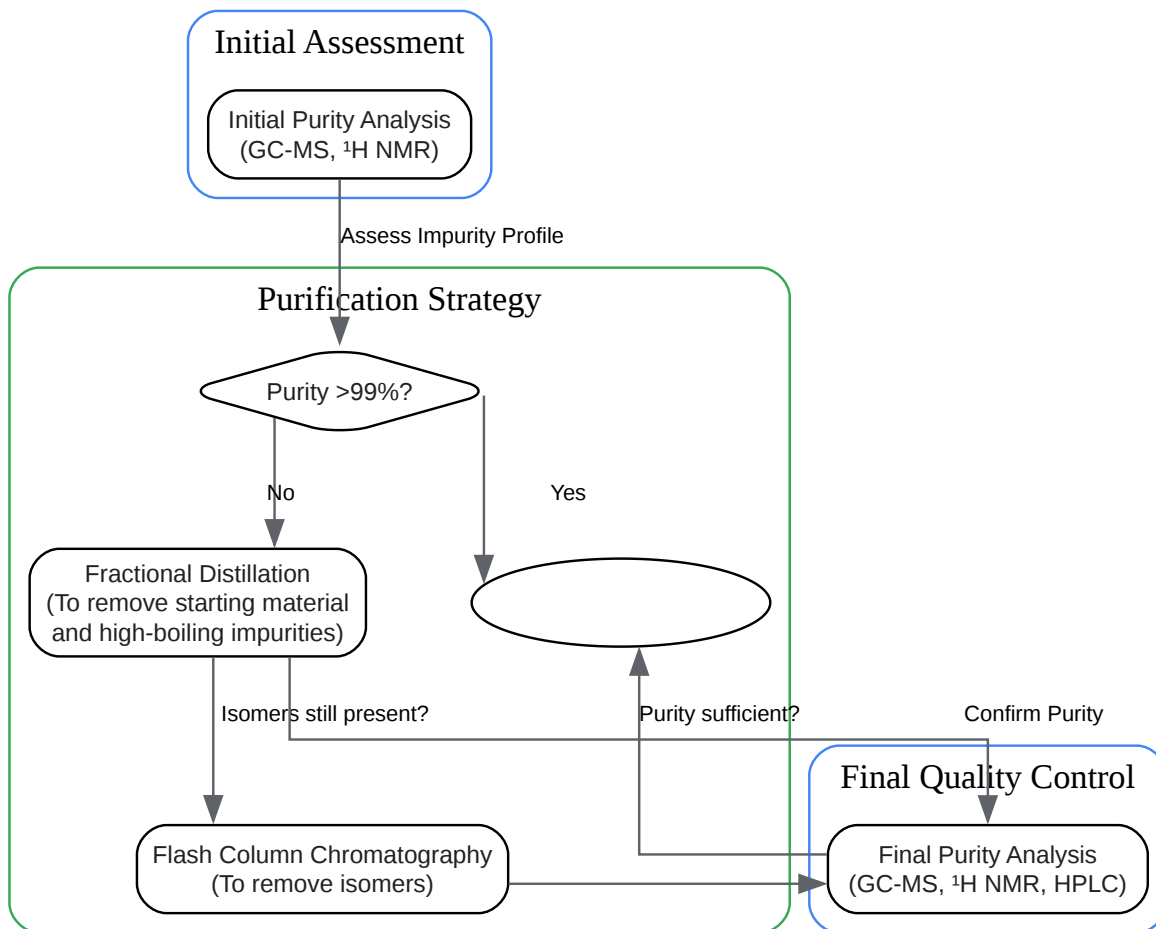 Initial Assessment
Initial Purity Analysis
(GC-MS, ¹H NMR)
Assess Impurity Profile
Purification Strategy
Purity >99%?
No
Yes
Fractional Distillation
(To remove starting material
and high-boiling impurities)
Isomers still present?
Purity sufficient?
Confirm Purity
Final Quality Control
Flash Column Chromatography
(To remove isomers)
Final Purity Analysis
(GC-MS, ¹H NMR, HPLC)